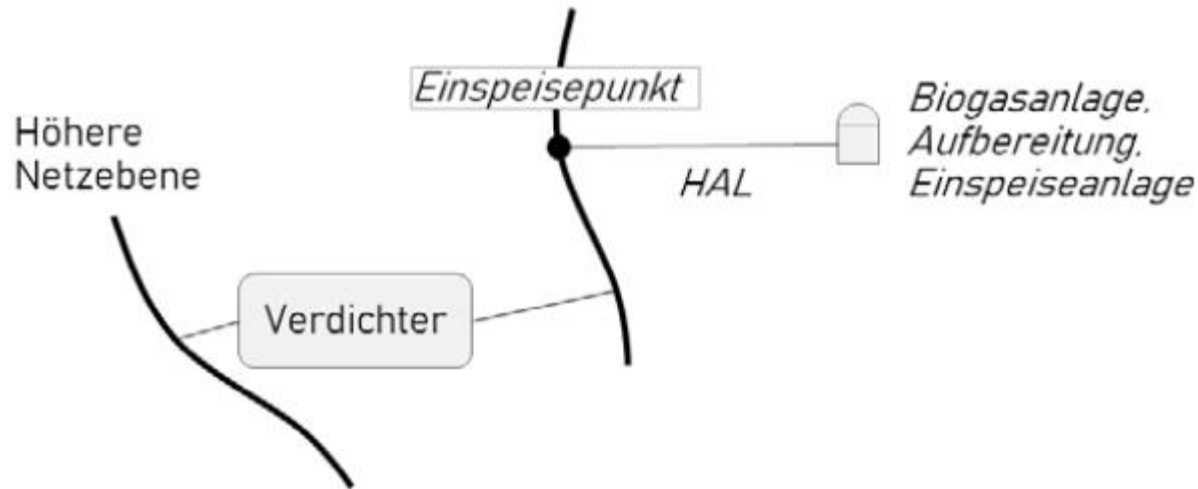 Einspeisepunkt
Höhere
Netzebene
Biogasanlage,
Aufbereitung,
Einspeiseanlage
HAL
Verdichter